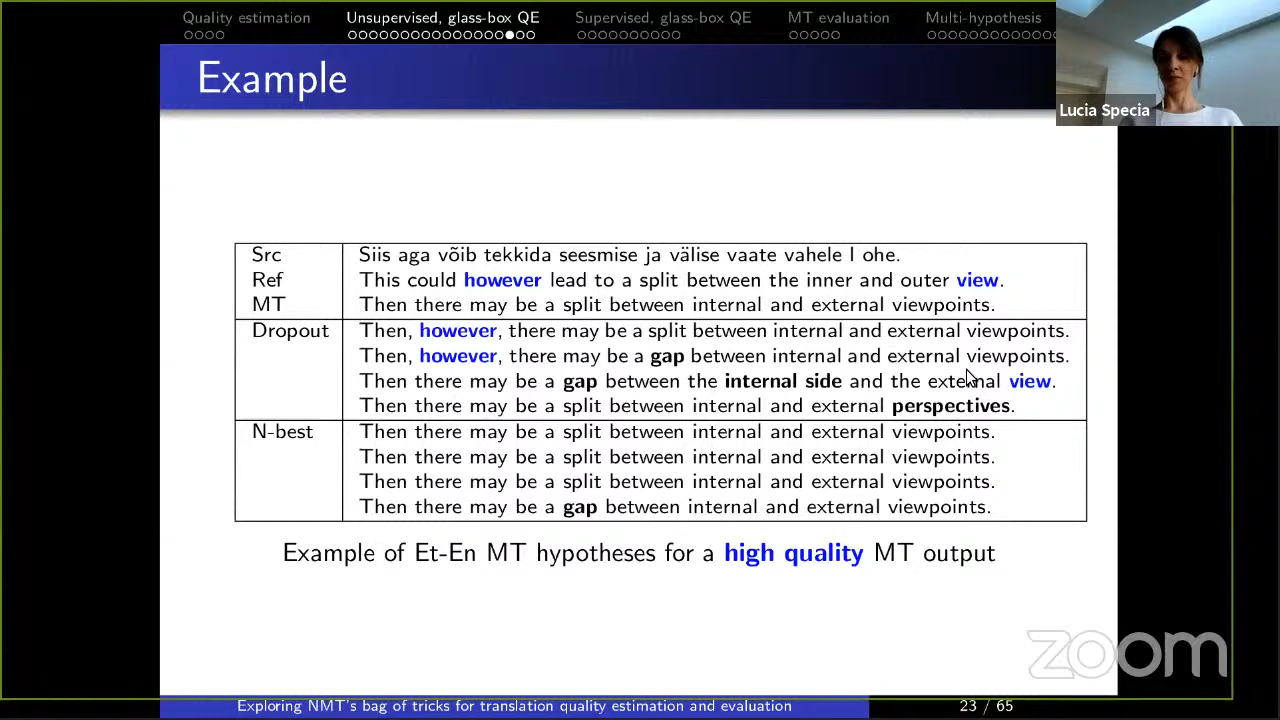 Quality estimation Unsupervised, glass-box QE Supervised, glass-box QE MT evaluation Multi-hypothesis
Example
Lucia Specia
Src Siis aga võib tekkida seesmise ja välise vaate vahele l ohe.
Ref This could however lead to a split between the inner and outer view.
MT Then there may be a split between internal and external viewpoints.
Dropout Then, however, there may be a split between internal and external viewpoints.
Then, however, there may be a gap between internal and external viewpoints.
Then there may be a gap between the internal side and the external view.
Then there may be a split between internal and external perspectives.
N-best Then there may be a split between internal and external viewpoints.
Then there may be a split between internal and external viewpoints.
Then there may be a split between internal and external viewpoints.
Then there may be a gap between internal and external viewpoints.
Example of Et-En MT hypotheses for a high quality MT output
zoom
Exploring NMT's bag of tricks for translation quality estimation and evaluation 23 / 65